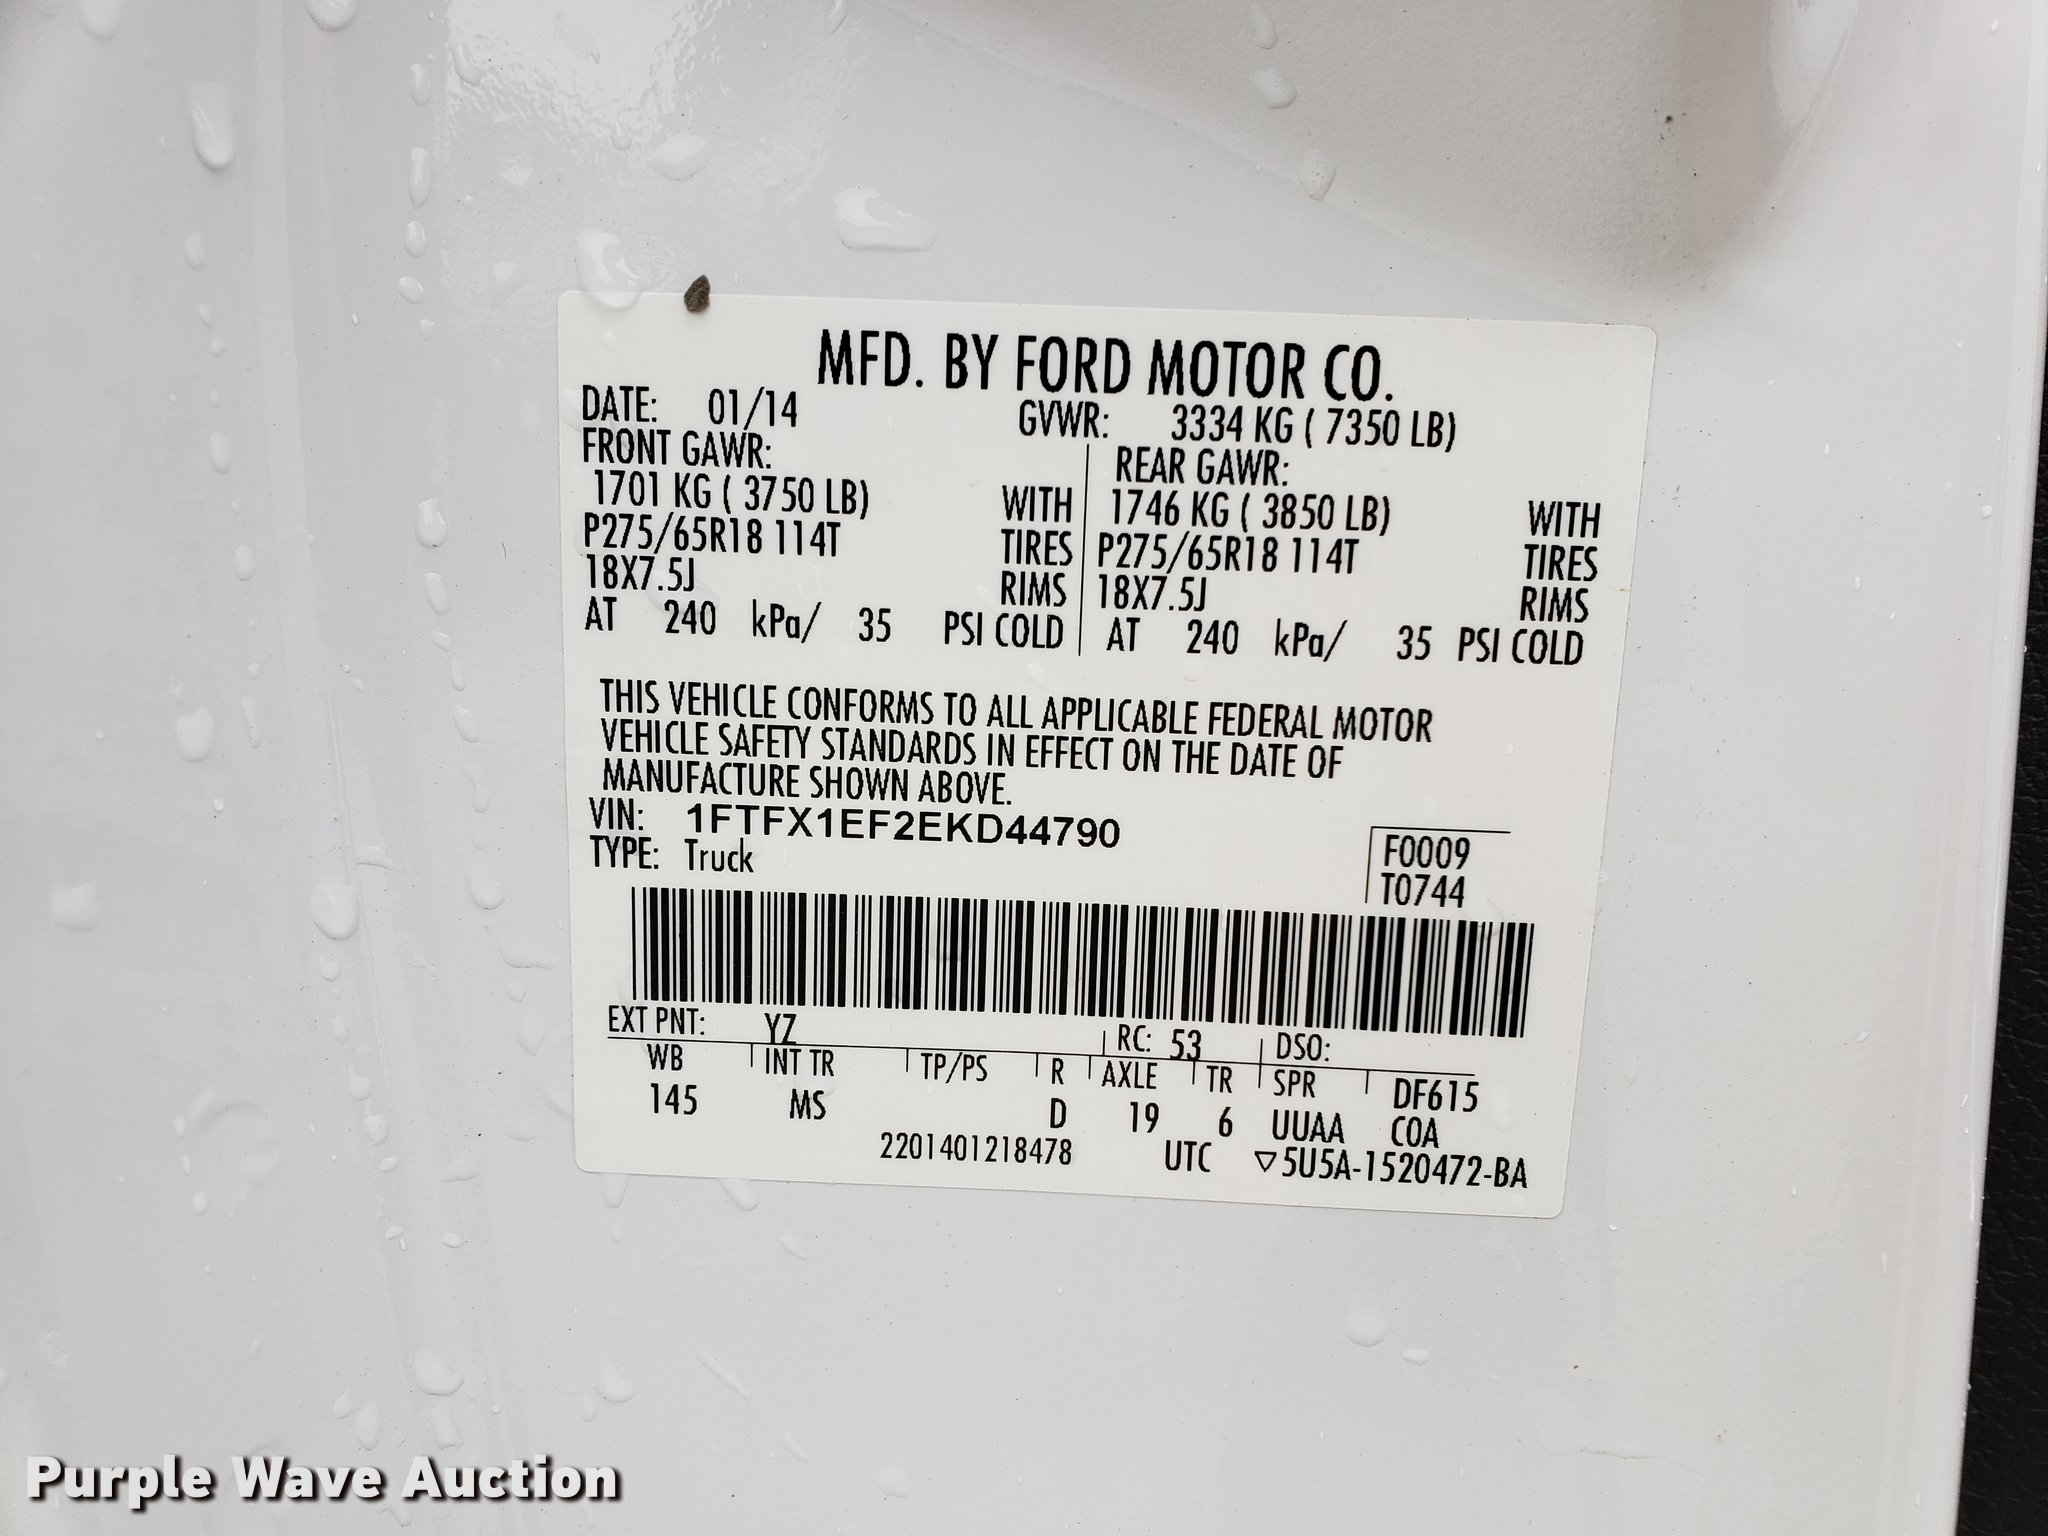 MFD. BY FORD MOTOR CO.
DATE: 01/14 GVWR: 3334 KG ( 7350 LB)
FRONT GAWR: REAR GAWR:
1701 KG ( 3750 LB) WITH 1746 KG ( 3850 LB) WITH
P275/65R18 114T TIRES P275/65R18 114T TIRES
18X7.5J RIMS 18X7.5J RIMS
AT 240 kPa/ 35 PSI COLD AT 240 kPa/ 35 PSI COLD
THIS VEHICLE CONFORMS TO ALL APPLICABLE FEDERAL MOTOR
VEHICLE SAFETY STANDARDS IN EFFECT ON THE DATE OF
MANUFACTURE SHOWN ABOVE.
VIN: 1FTFX1EF2EKD44790
TYPE: Truck
F0009
T0744
EXT PNT: YZ RC: 53 DSO:
WB INT TR TP/PS R AXLE TR SPR DF615
145 MS D 19 6 UUAA COA
2201401218478 UTC ▽5U5A-1520472-BA
Purple Wave Auction